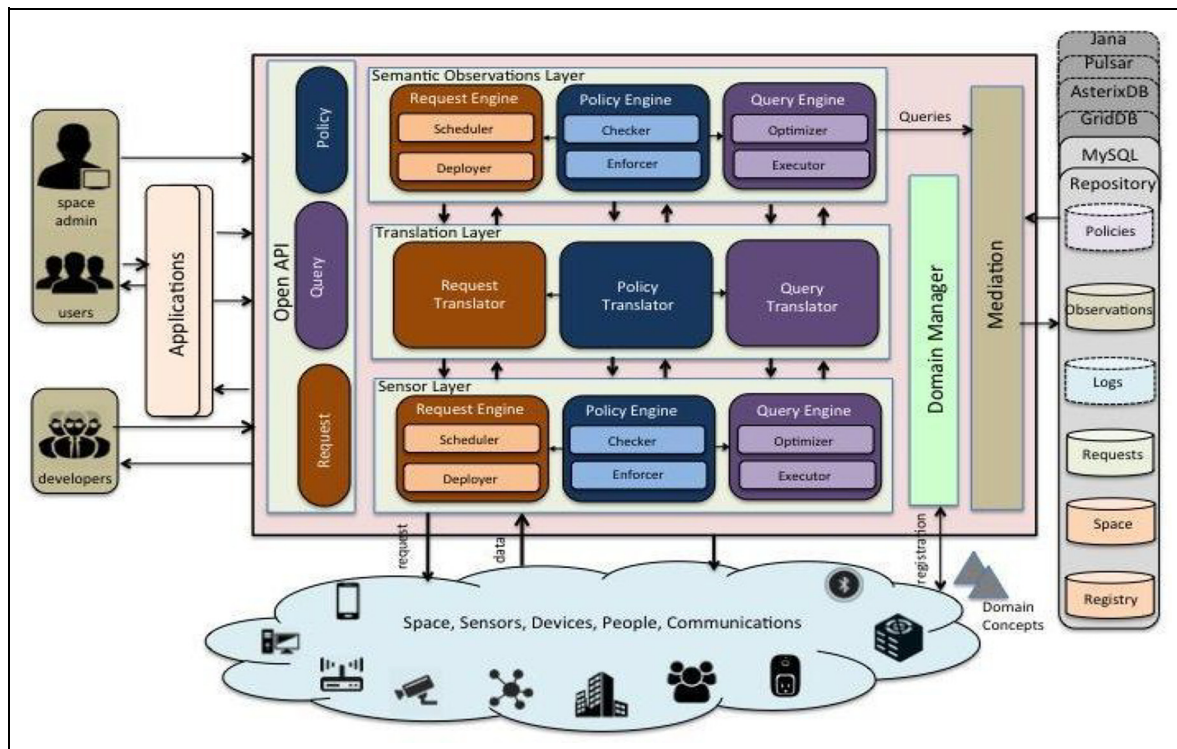 space
admin
users
developers
Applications
Open API
Policy
Query
Request
Semantic Observations Layer
Request Engine
Scheduler
Deployer
Policy Engine
Checker
Enforcer
Query Engine
Optimizer
Executor
Translation Layer
Request
Translator
Policy
Translator
Query
Translator
Sensor Layer
Request Engine
Scheduler
Deployer
Policy Engine
Checker
Enforcer
Query Engine
Optimizer
Executor
Queries
Domain Manager
Mediation
Jana
Pulsar
AsterixDB
GridDB
MySQL
Repository
Policies
Observations
Logs
Requests
Space
Registry
request
data
registration
Domain
Concepts
Space, Sensors, Devices, People, Communications